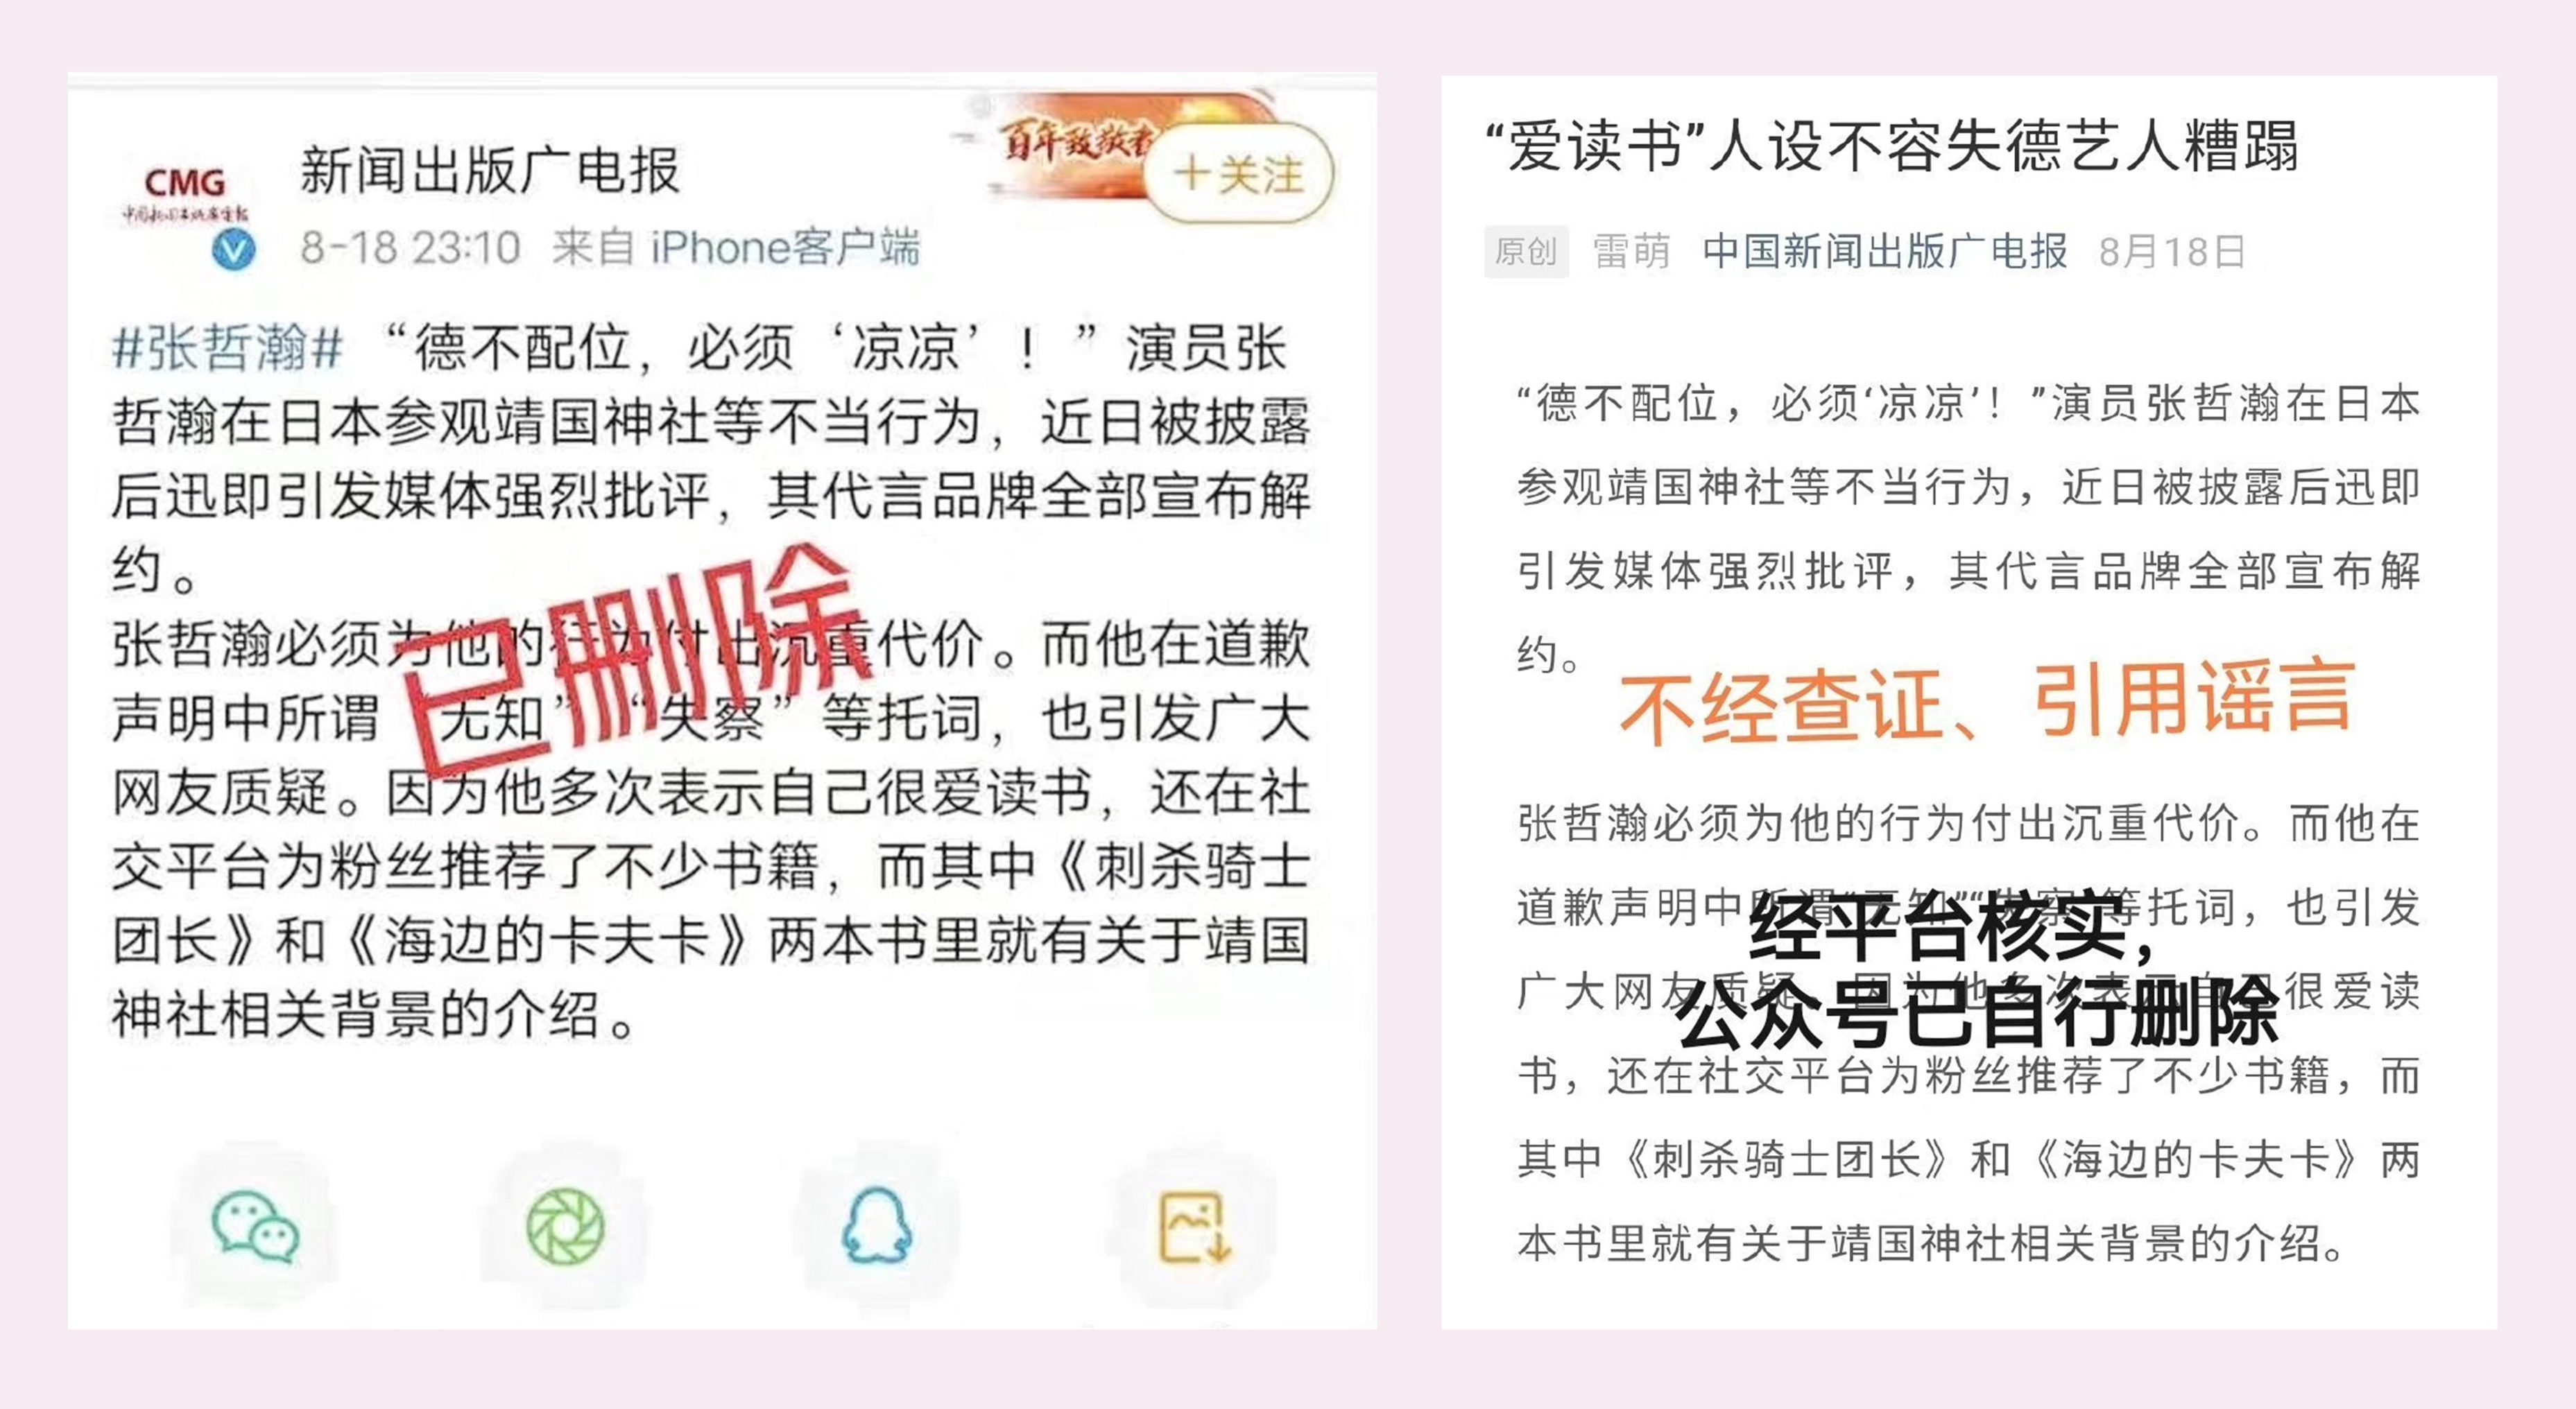 CMG
中国新闻出版广电报
新闻出版广电报
百年致敬
+关注
8-18 23:10 来自 iPhone客户端
#张哲瀚# “德不配位，必须‘凉凉’！”演员张
哲瀚在日本参观靖国神社等不当行为，近日被披露
后迅即引发媒体强烈批评，其代言品牌全部宣布解
约。
张哲瀚必须为他的行为付出沉重代价。而他在道歉
声明中所谓“无知”“失察”等托词，也引发广大
网友质疑。因为他多次表示自己很爱读书，还在社
交平台为粉丝推荐了不少书籍，而其中《刺杀骑士
团长》和《海边的卡夫卡》两本书里就有关于靖国
神社相关背景的介绍。
已删除
“爱读书”人设不容失德艺人糟蹋
原创 雷萌 中国新闻出版广电报 8月18日
“德不配位，必须‘凉凉’！”演员张哲瀚在日本
参观靖国神社等不当行为，近日被披露后迅即
引发媒体强烈批评，其代言品牌全部宣布解
约。
不经查证、引用谣言
张哲瀚必须为他的行为付出沉重代价。而他在
道歉声明中所谓“无知”“失察”等托词，也引发
广大网友质疑。因为他多次表示自己很爱读
书，还在社交平台为粉丝推荐了不少书籍，而
其中《刺杀骑士团长》和《海边的卡夫卡》两
本书里就有关于靖国神社相关背景的介绍。
经平台核实，
公众号已自行删除